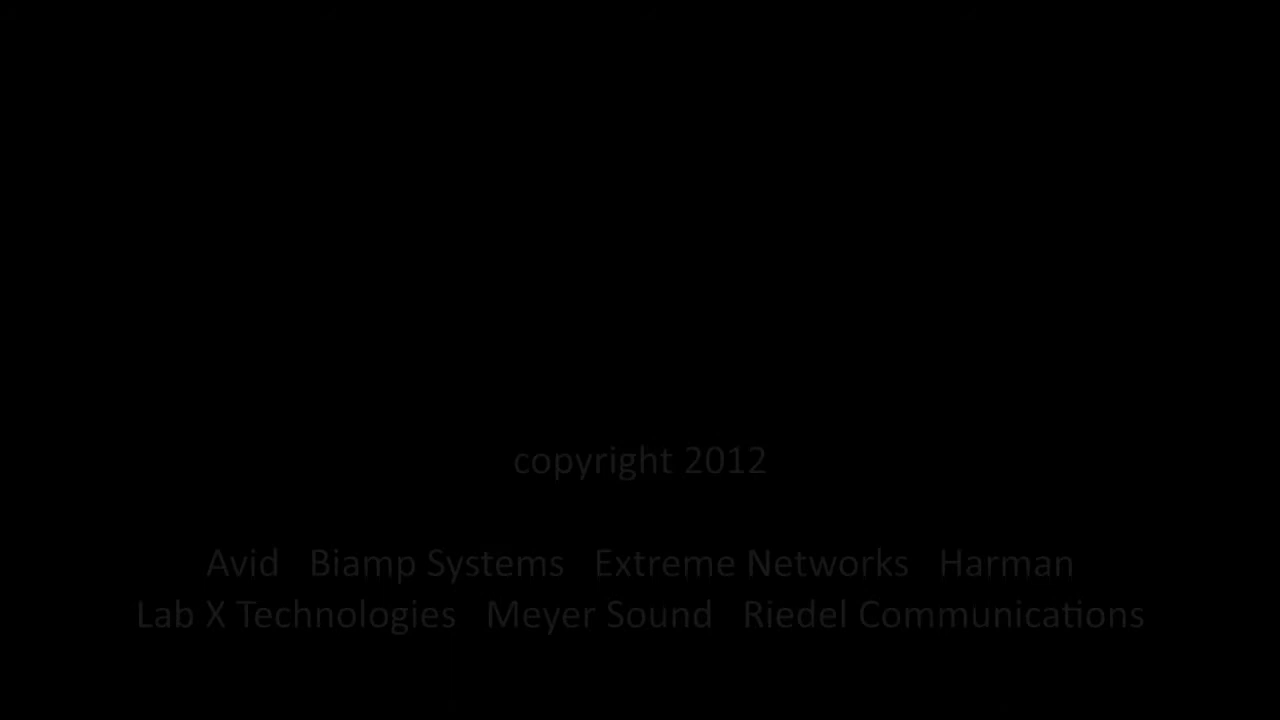 copyright 2012
Avid Biamp Systems Extreme Networks Harman
Lab X Technologies Meyer Sound Riedel Communications